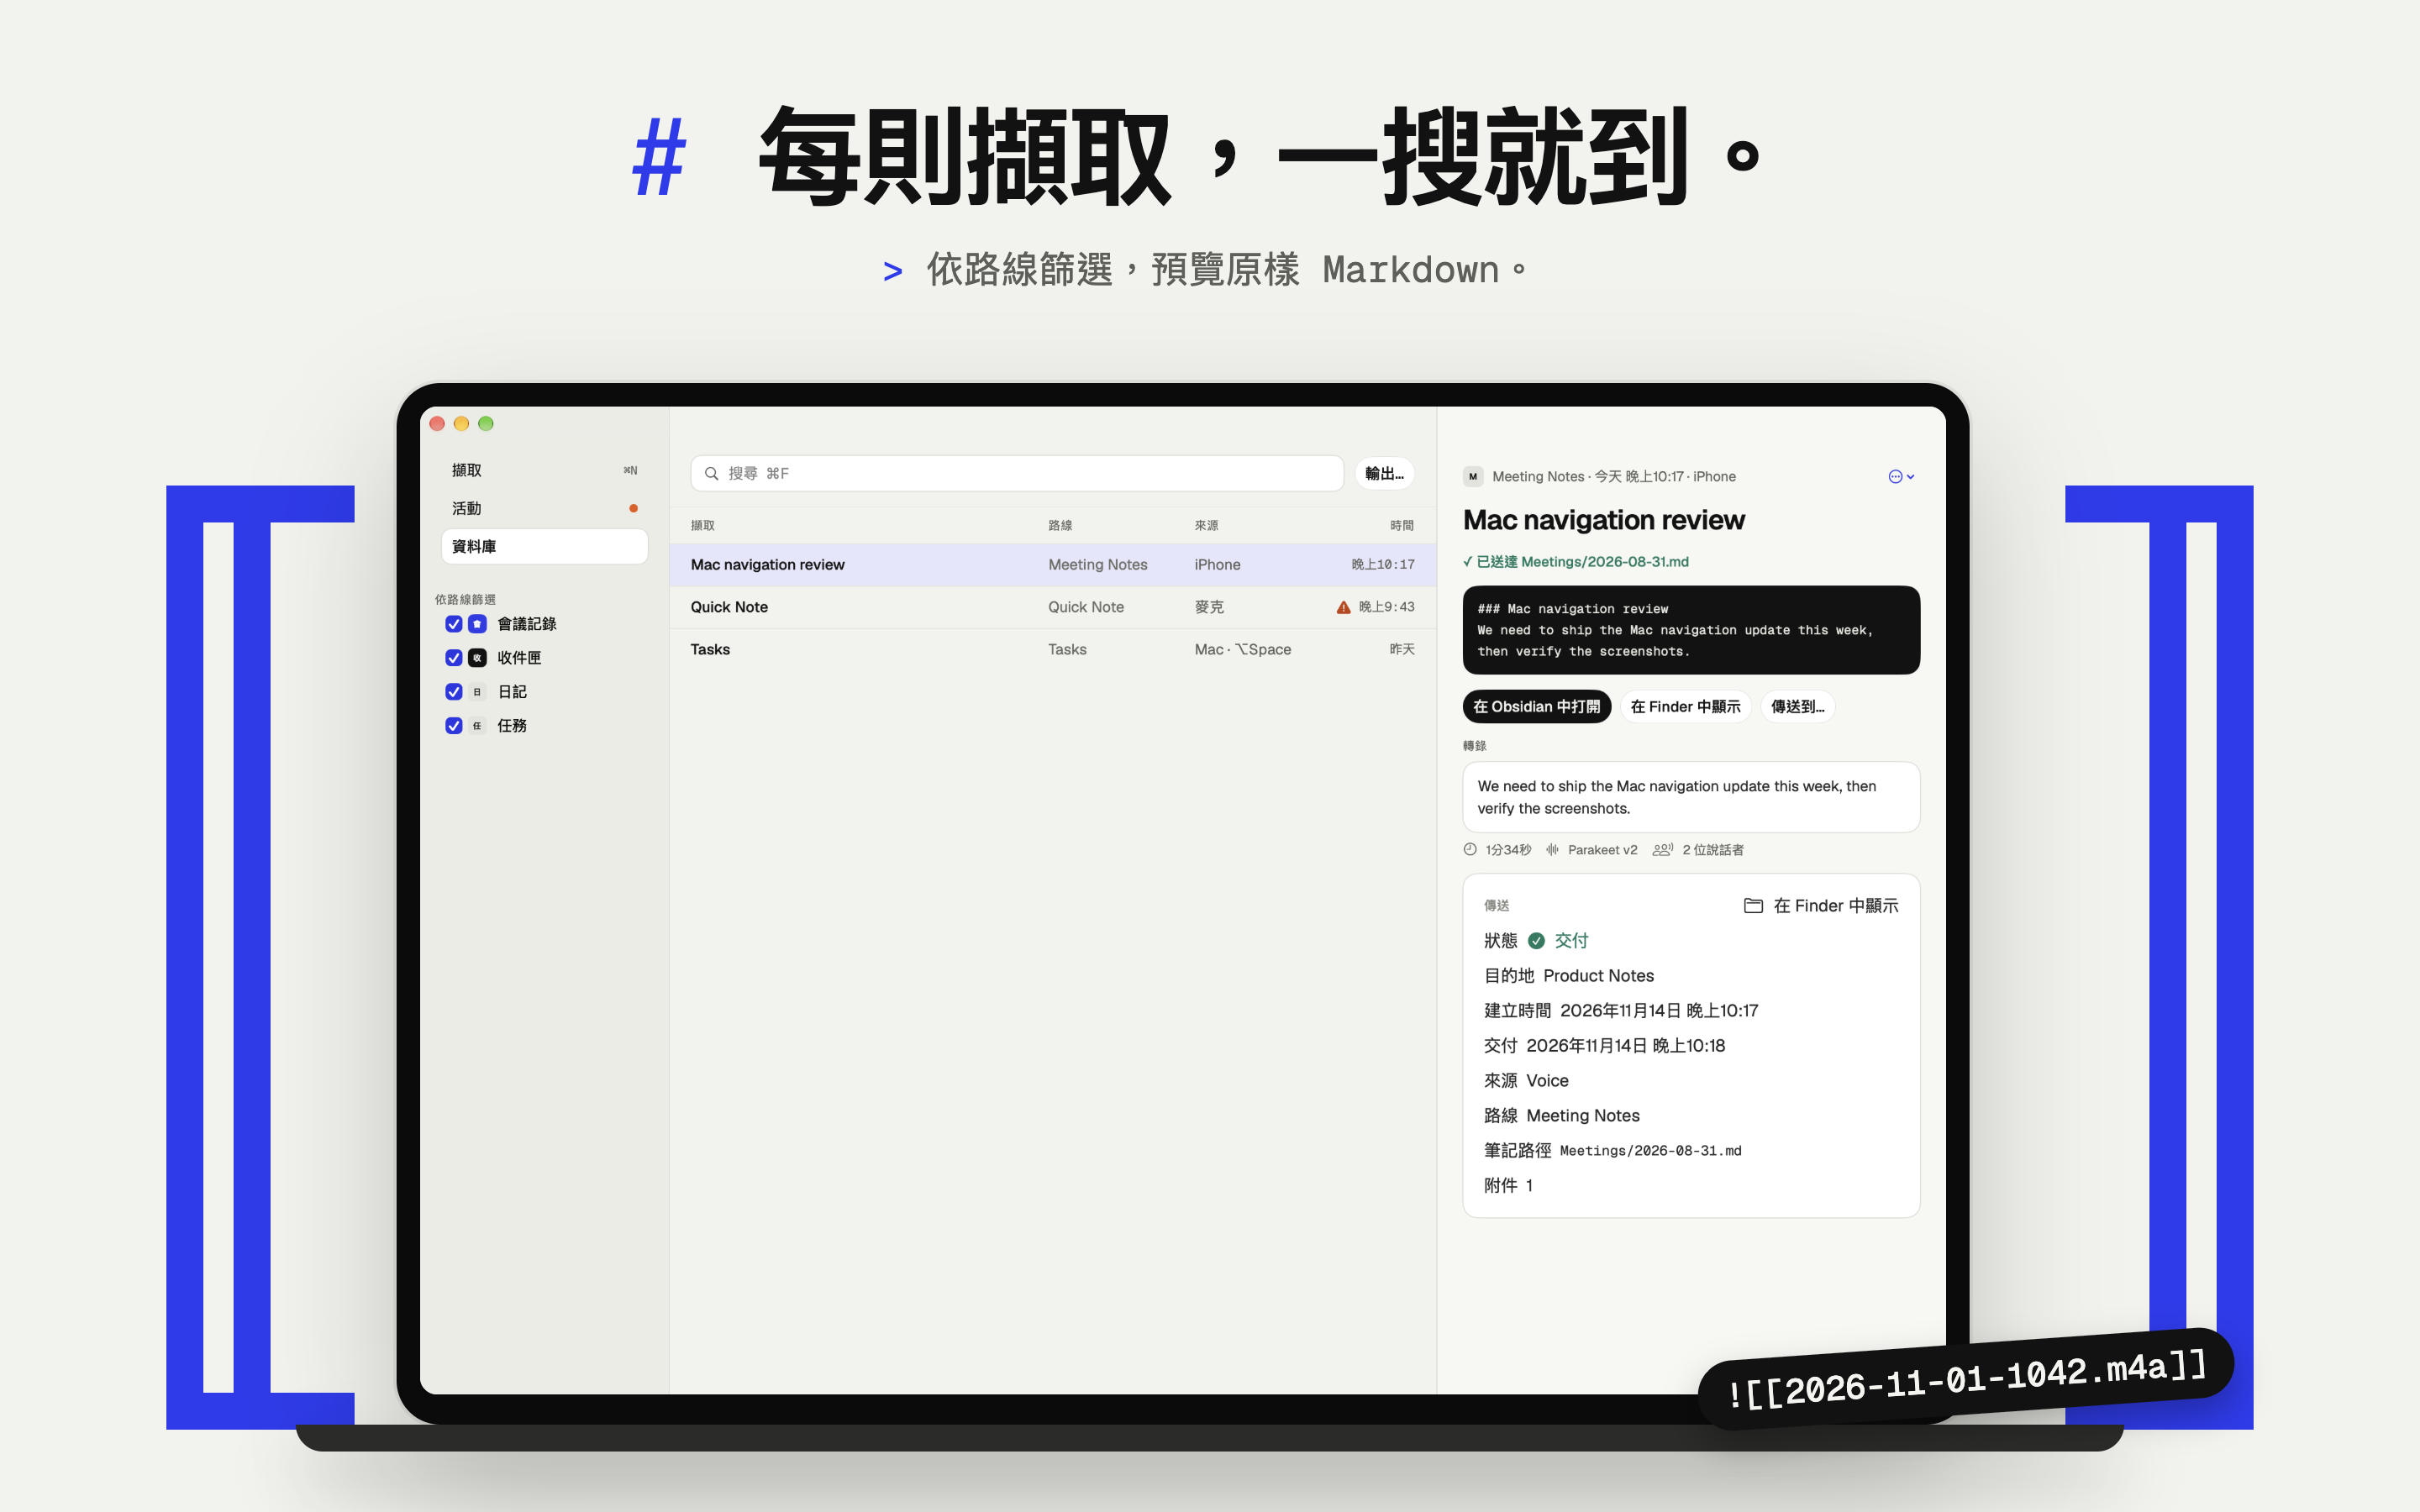 # 每則擷取，一搜就到。
> 依路線篩選，預覽原樣 Markdown。
擷取 ⌘N
活動
資料庫
依路線篩選
會 會議記錄
收 收件匣
日 日記
任 任務
搜尋 ⌘F
輸出...
擷取 路線 來源 時間
Mac navigation review Meeting Notes iPhone 晚上10:17
Quick Note Quick Note 麥克 晚上9:43
Tasks Tasks Mac · ⌥Space 昨天
M Meeting Notes · 今天 晚上10:17 · iPhone
Mac navigation review
✓ 已送達 Meetings/2026-08-31.md
### Mac navigation review
We need to ship the Mac navigation update this week,
then verify the screenshots.
在 Obsidian 中打開 在 Finder 中顯示 傳送到...
轉錄
We need to ship the Mac navigation update this week, then
verify the screenshots.
1分34秒 Parakeet v2 2 位說話者
傳送 在 Finder 中顯示
狀態 交付
目的地 Product Notes
建立時間 2026年11月14日 晚上10:17
交付 2026年11月14日 晚上10:18
來源 Voice
路線 Meeting Notes
筆記路徑 Meetings/2026-08-31.md
附件 1
![[2026-11-01-1042.m4a]]